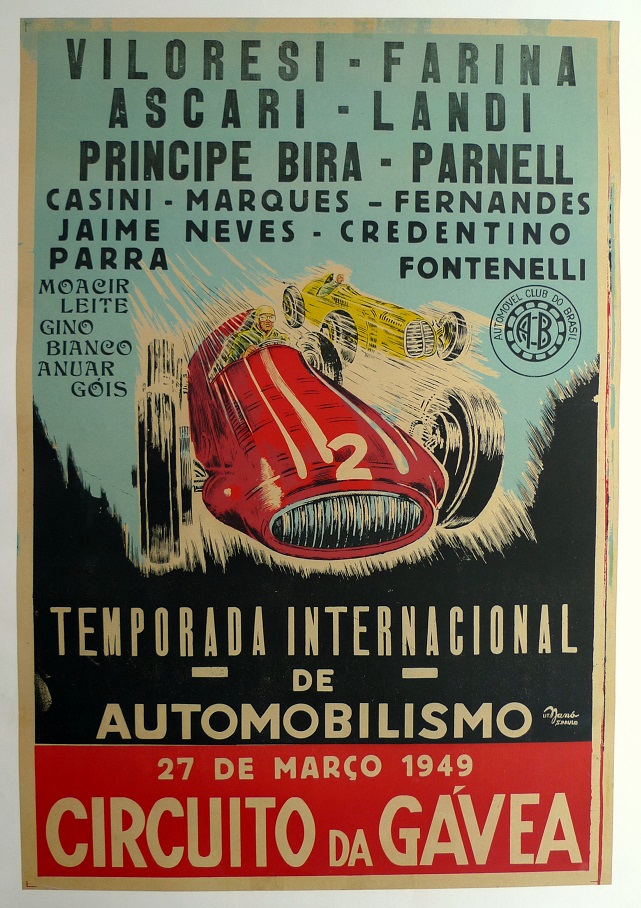 VILORESI - FARINA
ASCARI - LANDI
PRINCIPE BIRA - PARNELL
CASINI - MARQUES - FERNANDES
JAIME NEVES - CREDENTINO
PARRA FONTENELLI
MOACIR
LEITE
GINO
BIANCO
ANUAR
GÓIS
AUTOMOVEL CLUB DO BRASIL
ACB
2
TEMPORADA INTERNACIONAL
DE
AUTOMOBILISMO
S. PAULO
27 DE MARÇO 1949
CIRCUITO DA GÁVEA